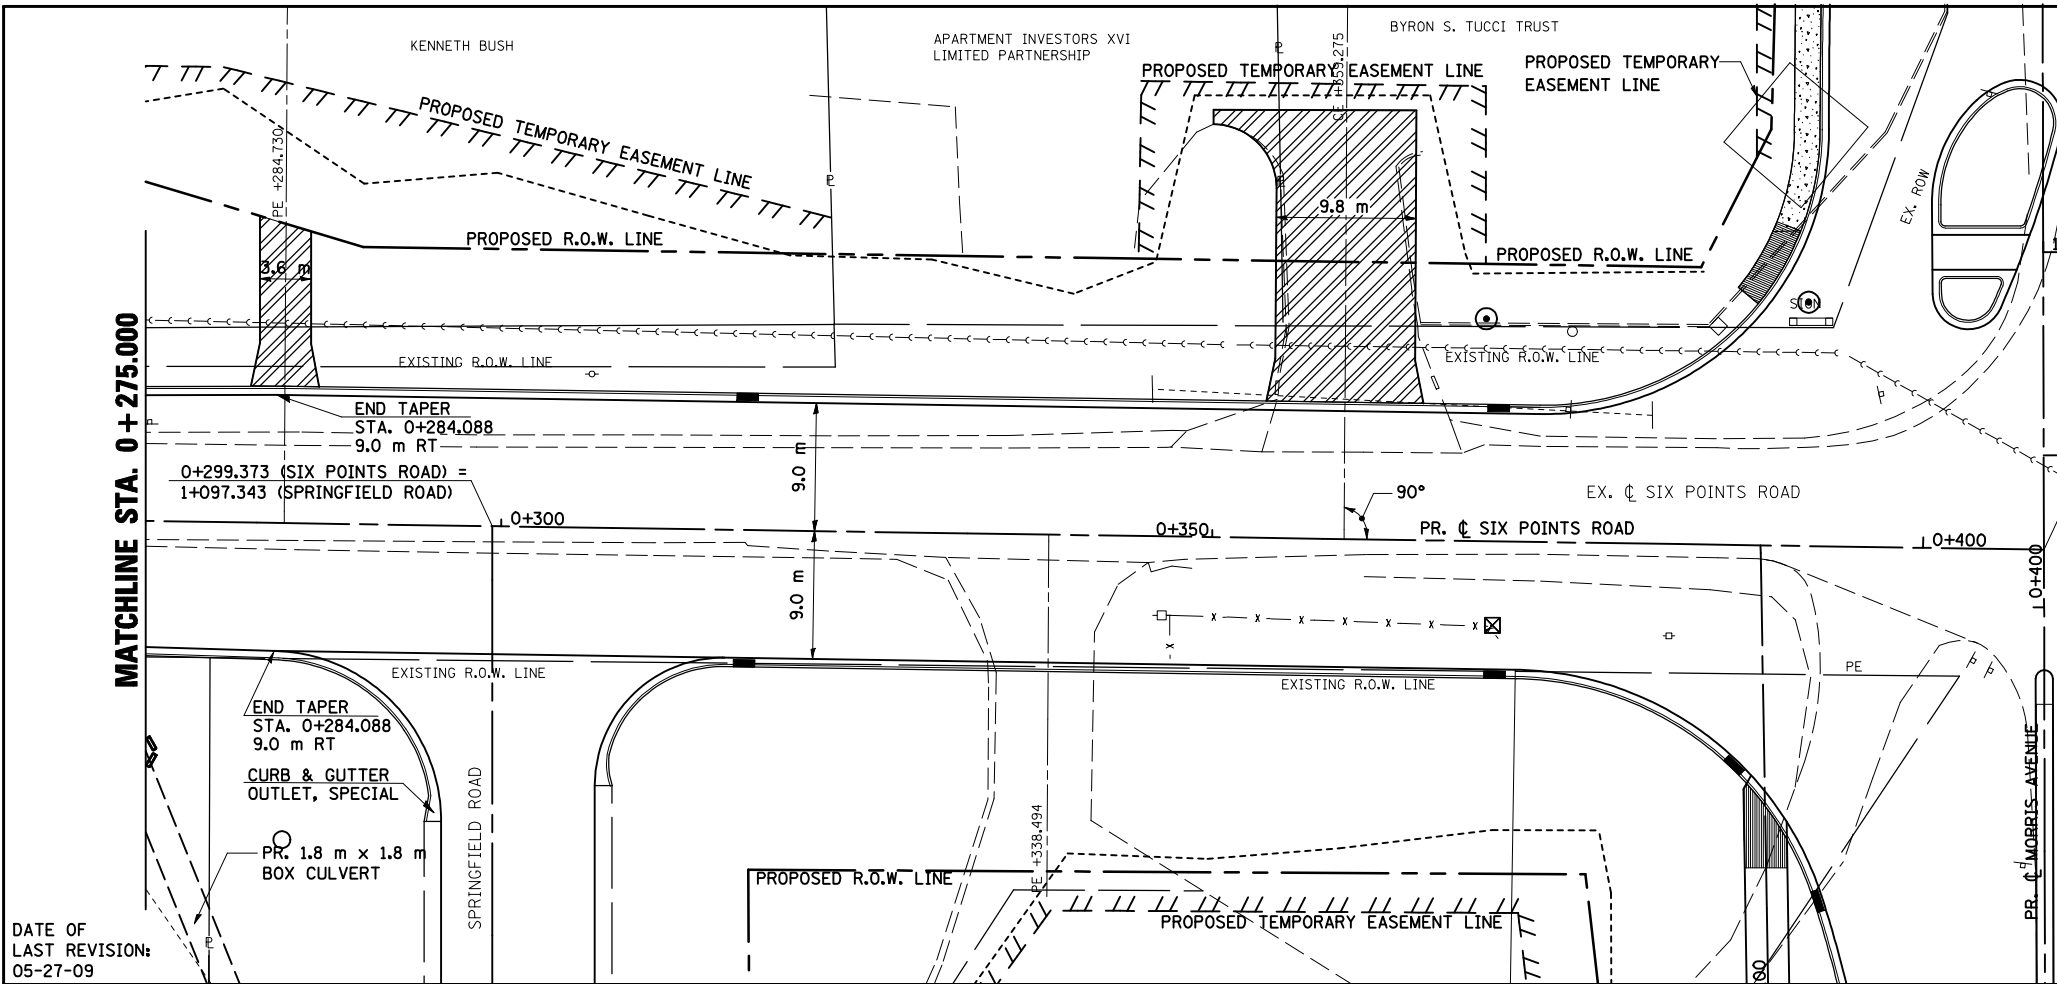 KENNETH BUSH
APARTMENT INVESTORS XVI
LIMITED PARTNERSHIP
BYRON S. TUCCI TRUST
PROPOSED TEMPORARY EASEMENT LINE
PROPOSED TEMPORARY
EASEMENT LINE
PROPOSED TEMPORARY EASEMENT LINE
PE +284.730
CE +359.275
EX. ROW
9.8 m
PROPOSED R.O.W. LINE
PROPOSED R.O.W. LINE
3.6 m
SIGN
EXISTING R.O.W. LINE
EXISTING R.O.W. LINE
MATCHLINE STA. 0+275.000
END TAPER
STA. 0+284.088
9.0 m RT
9.0 m
0+299.373 (SIX POINTS ROAD) =
1+097.343 (SPRINGFIELD ROAD)
90°
EX. ℄ SIX POINTS ROAD
0+300
0+350
PR. ℄ SIX POINTS ROAD
0+400
0+400
9.0 m
EXISTING R.O.W. LINE
EXISTING R.O.W. LINE
PE
END TAPER
STA. 0+284.088
9.0 m RT
CURB & GUTTER
OUTLET, SPECIAL
SPRINGFIELD ROAD
PR. 1.8 m x 1.8 m
BOX CULVERT
PE +338.494
PROPOSED R.O.W. LINE
PROPOSED TEMPORARY EASEMENT LINE
PR. ℄ MORRIS AVENUE
00
DATE OF
LAST REVISION:
05-27-09